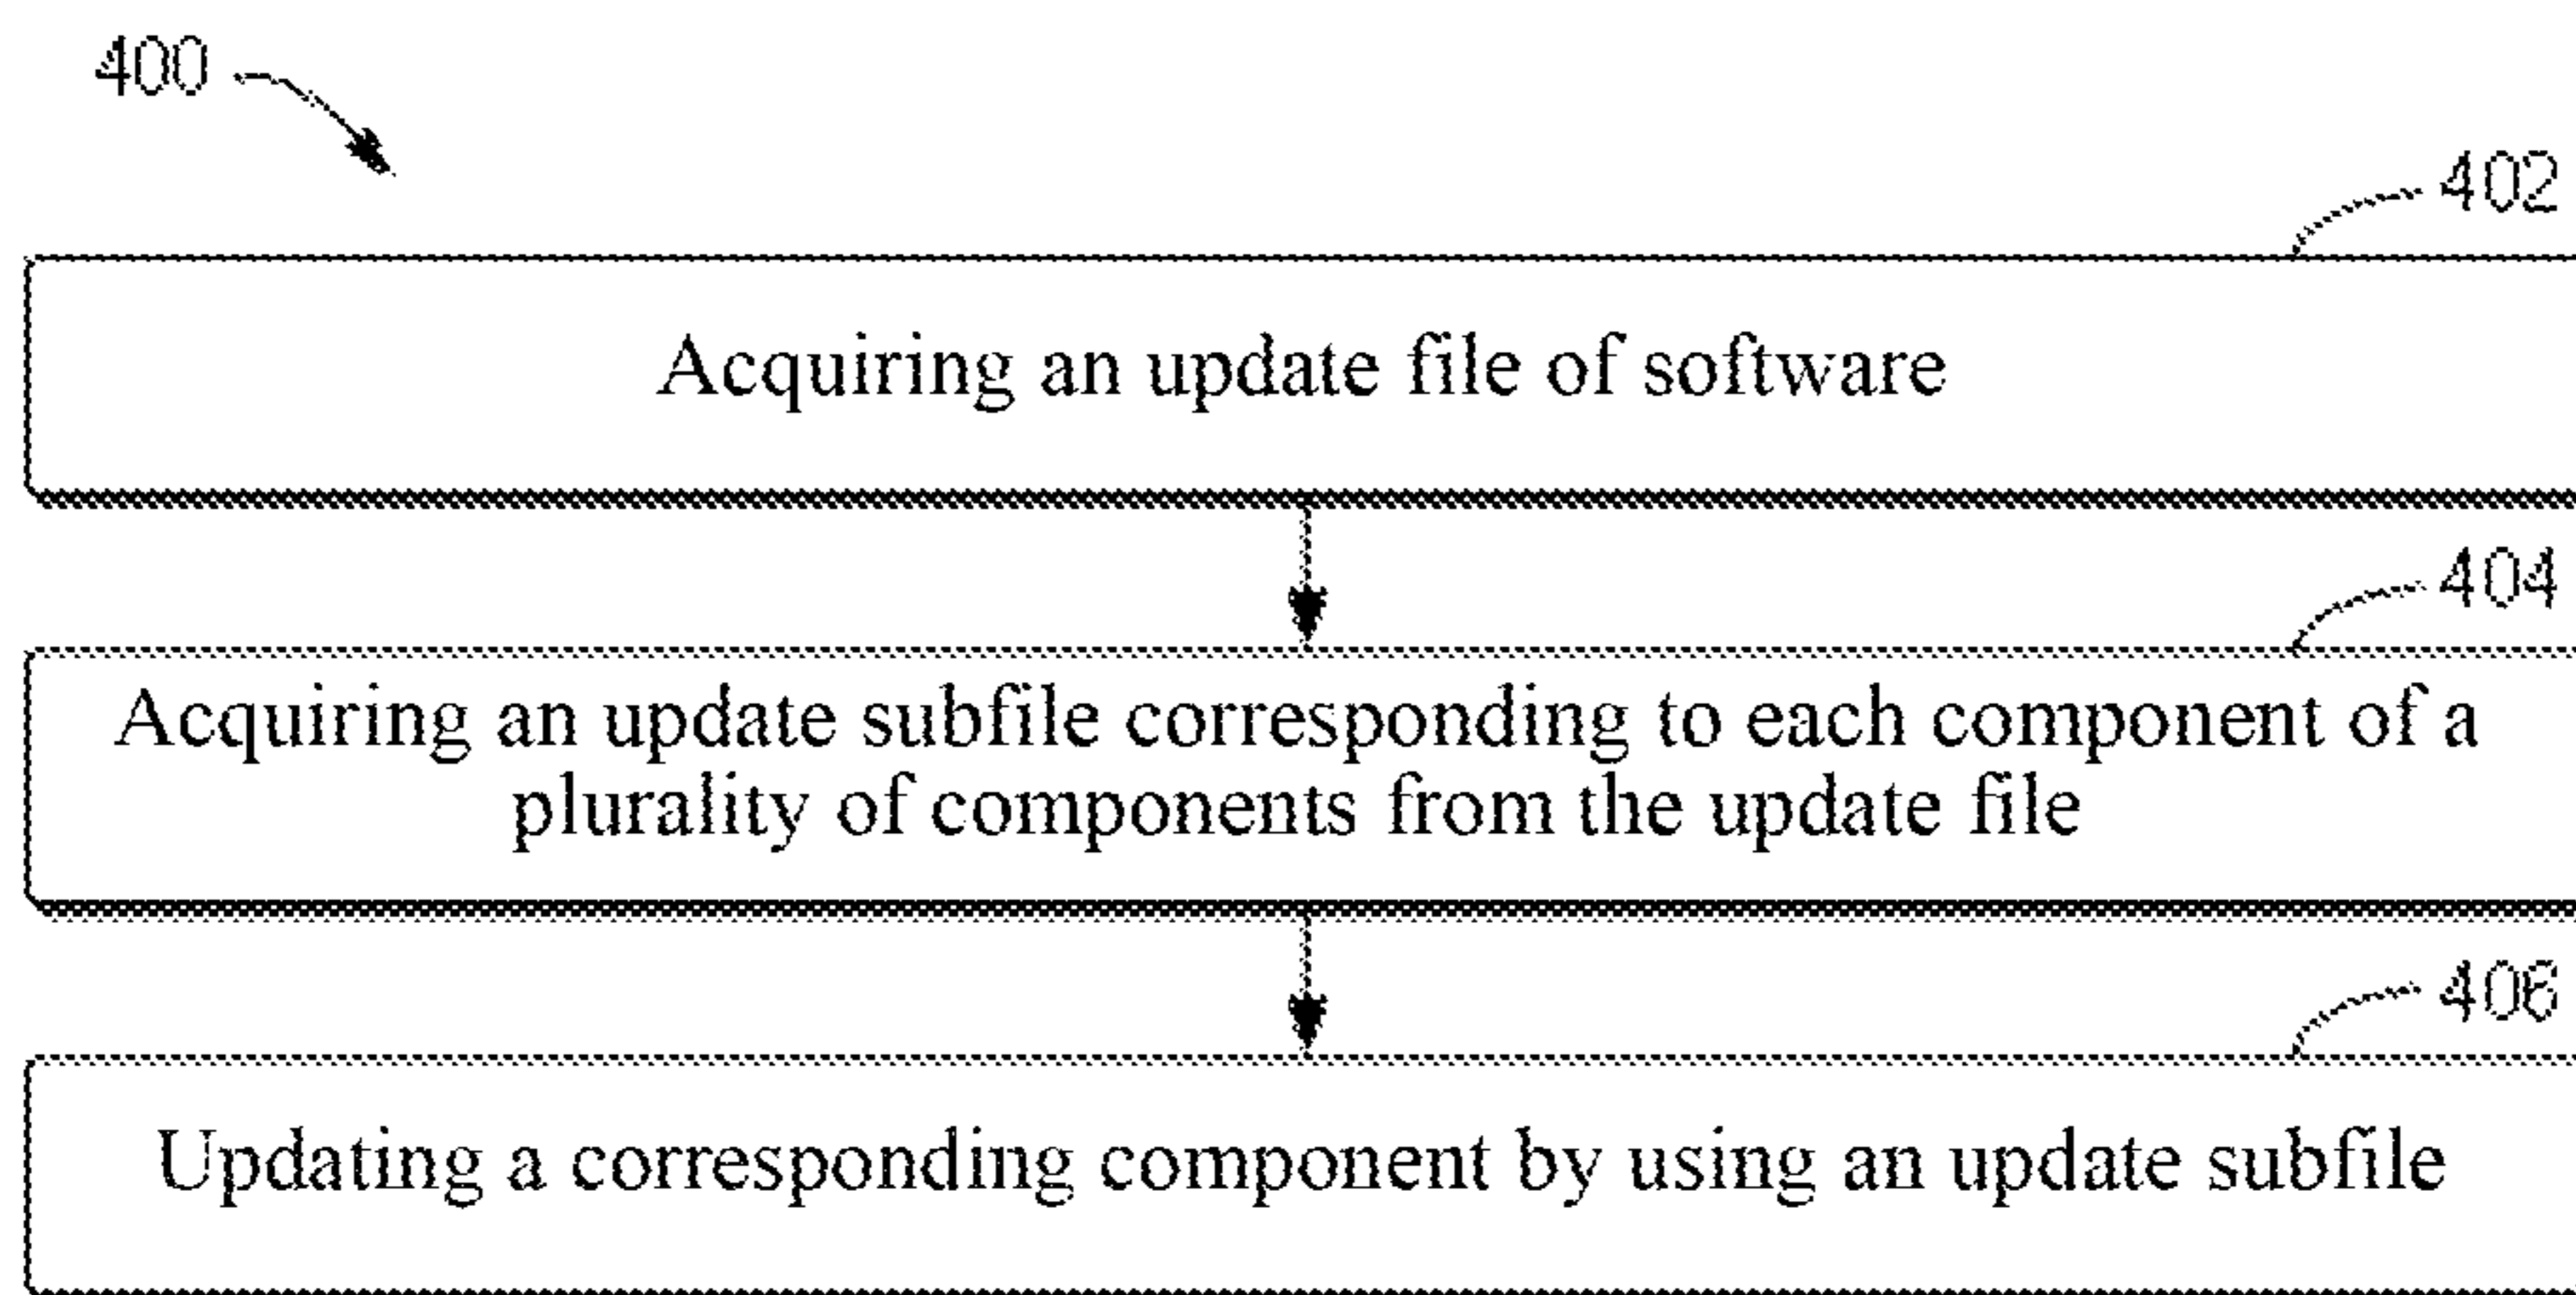 400
402
Acquiring an update file of software
404
Acquiring an update subfile corresponding to each component of a
plurality of components from the update file
406
Updating a corresponding component by using an update subfile